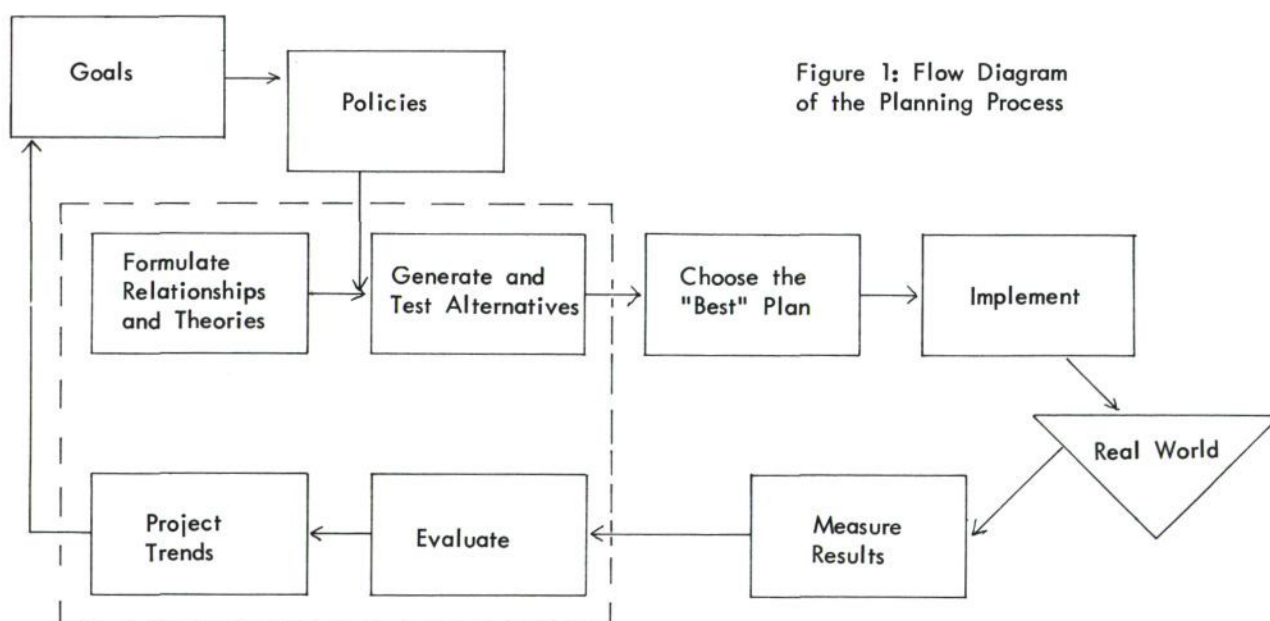 Goals
Policies
Figure 1: Flow Diagram
of the Planning Process
Formulate
Relationships
and Theories
Generate and
Test Alternatives
Choose the
"Best" Plan
Implement
Real World
Project
Trends
Evaluate
Measure
Results